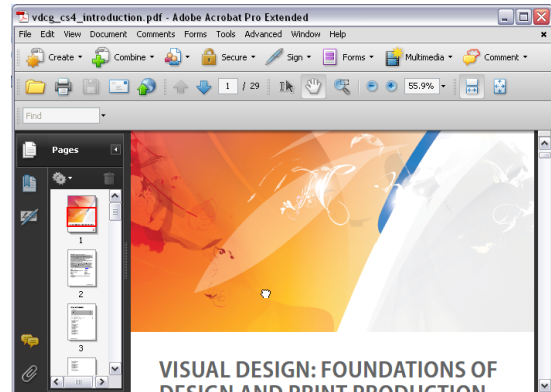 vdcg_cs4_introduction.pdf - Adobe Acrobat Pro Extended
File Edit View Document Comments Forms Tools Advanced Window Help
Create Combine Secure Sign Forms Multimedia Comment
1 / 29 55.9%
Find
Pages
1
2
3
VISUAL DESIGN: FOUNDATIONS OF
DESIGN AND PRINT PRODUCTION